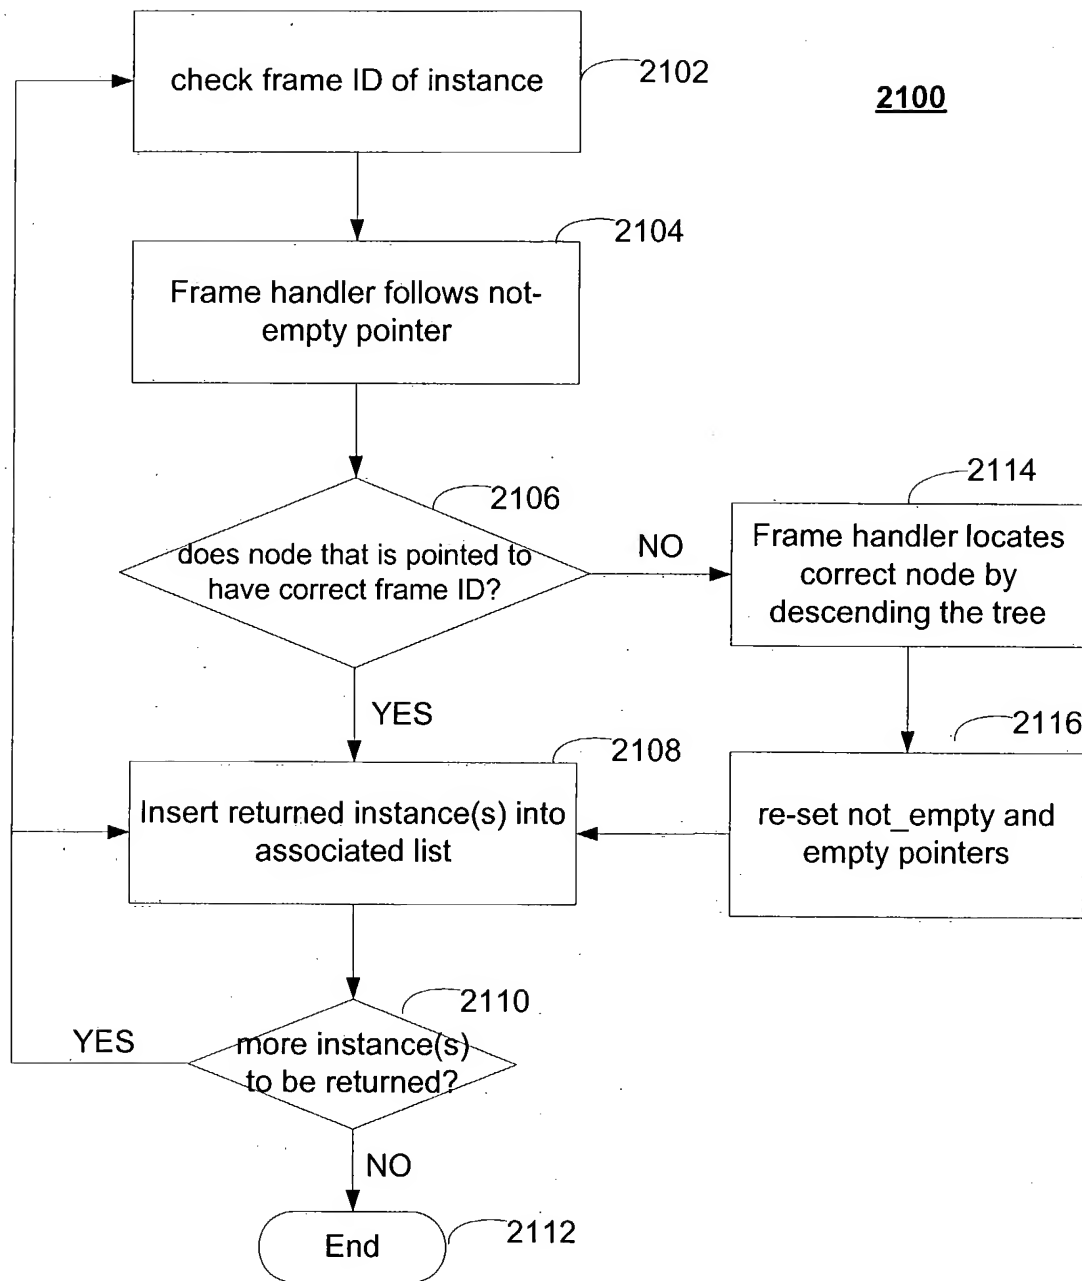 check frame ID of instance
2102
2100
2104
Frame handler follows not-
empty pointer
2106
does node that is pointed to
have correct frame ID?
NO
2114
Frame handler locates
correct node by
descending the tree
YES
2108
Insert returned instance(s) into
associated list
2116
re-set not_empty and
empty pointers
2110
more instance(s)
to be returned?
YES
NO
End
2112